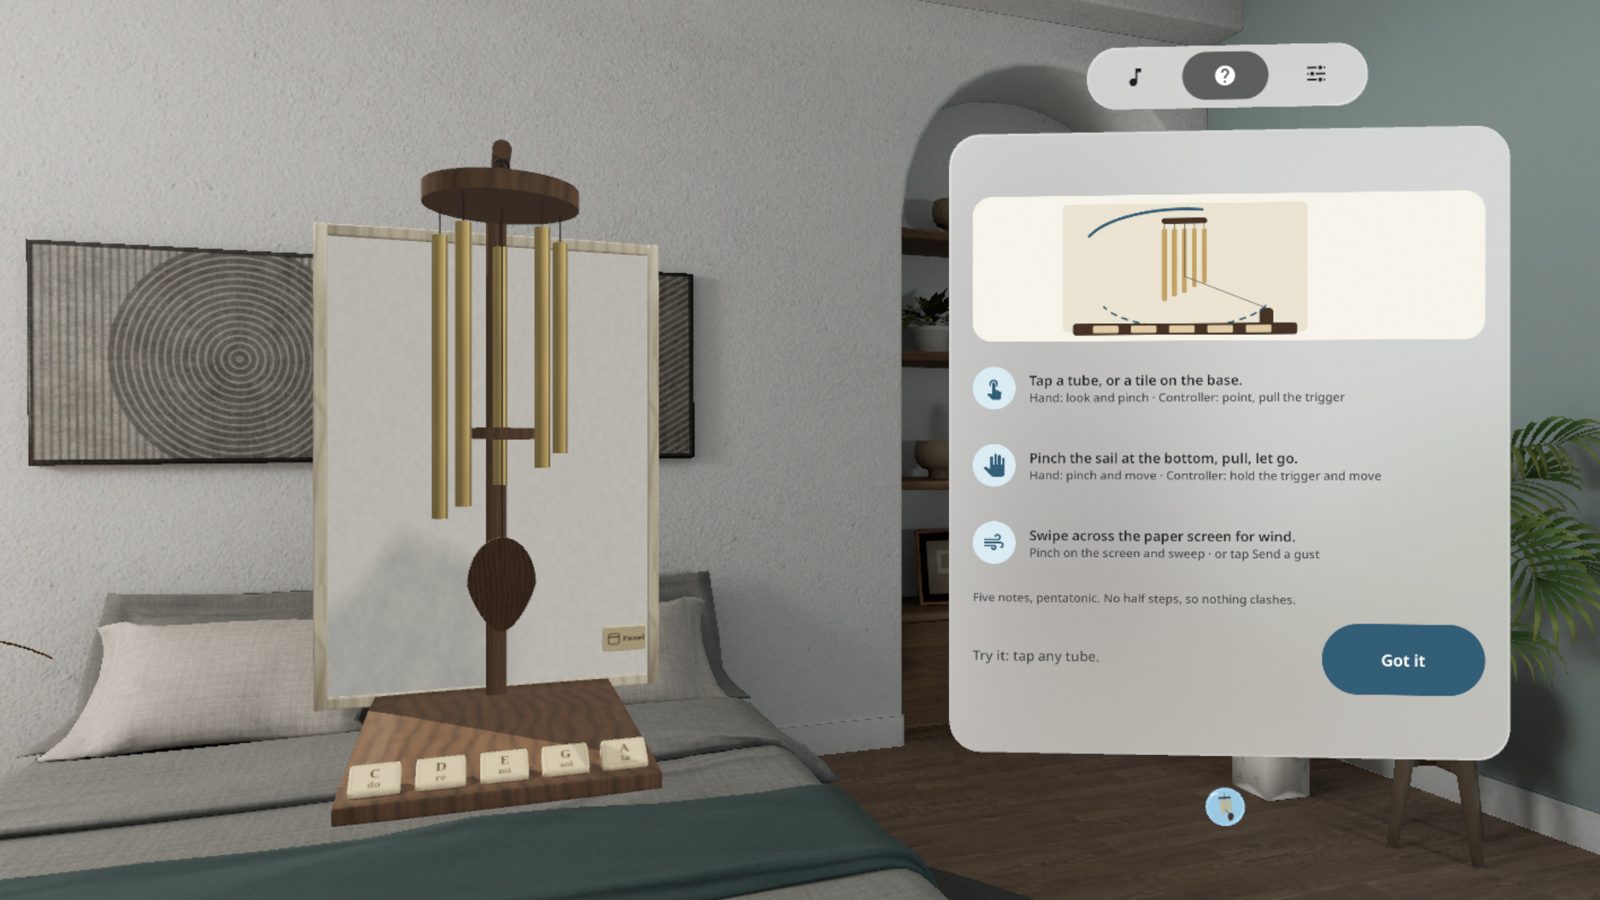 Tap a tube, or a tile on the base.
Hand: look and pinch · Controller: point, pull the trigger
Pinch the sail at the bottom, pull, let go.
Hand: pinch and move · Controller: hold the trigger and move
Swipe across the paper screen for wind.
Pinch on the screen and sweep · or tap Send a gust
Five notes, pentatonic. No half steps, so nothing clashes.
Try it: tap any tube.
Got it
Panel
C
do
D
re
E
mi
G
sol
A
la